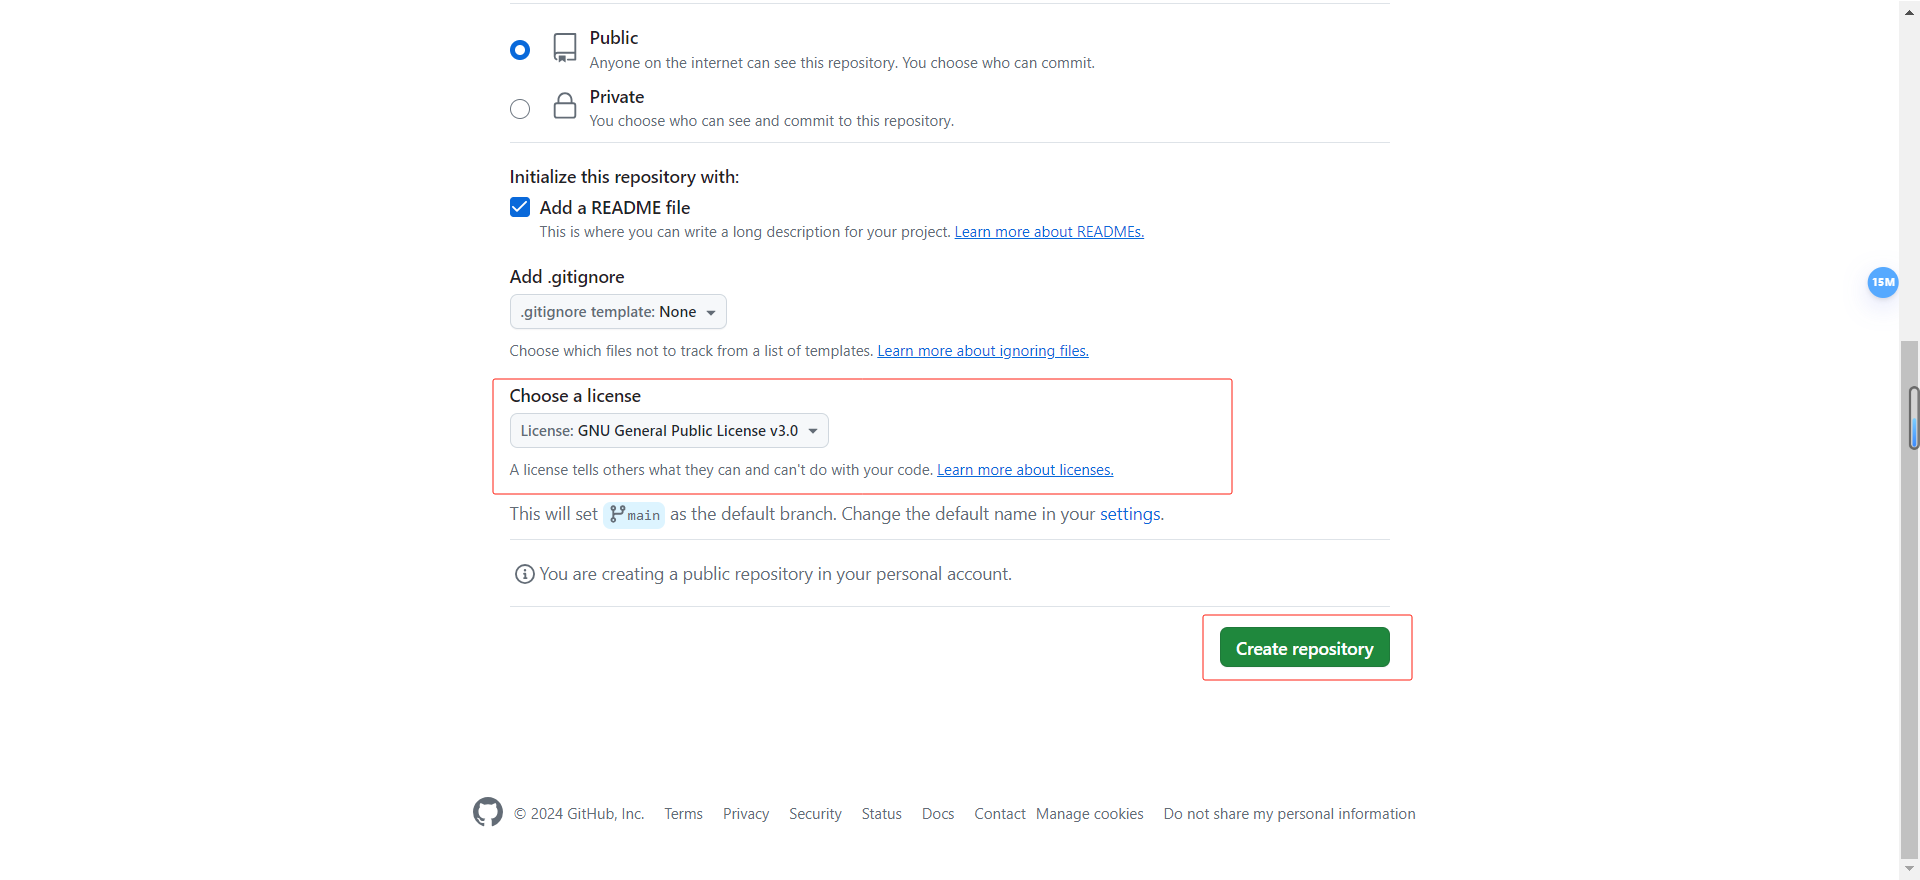 Public
Anyone on the internet can see this repository. You choose who can commit.
Private
You choose who can see and commit to this repository.
Initialize this repository with:
Add a README file
This is where you can write a long description for your project. Learn more about READMEs.
Add .gitignore
.gitignore template: None
Choose which files not to track from a list of templates. Learn more about ignoring files.
Choose a license
License: GNU General Public License v3.0
A license tells others what they can and can't do with your code. Learn more about licenses.
This will set main as the default branch. Change the default name in your settings.
You are creating a public repository in your personal account.
Create repository
© 2024 GitHub, Inc. Terms Privacy Security Status Docs Contact Manage cookies Do not share my personal information
15M